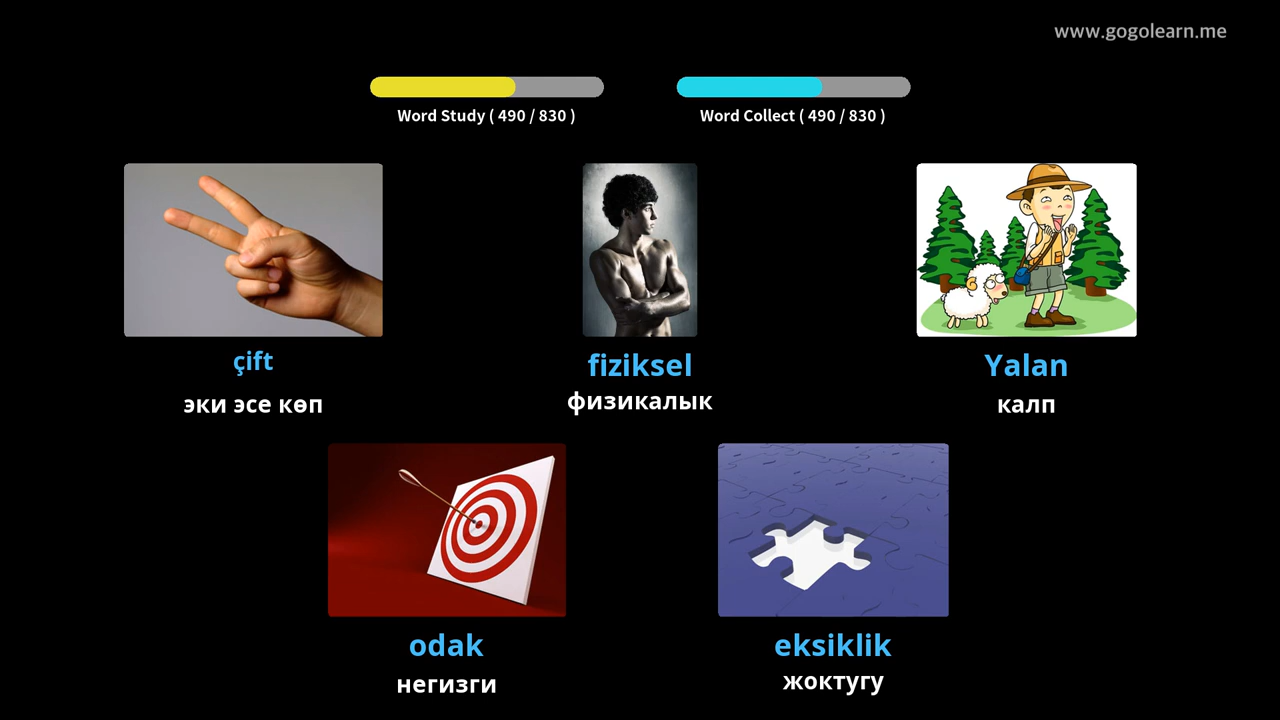 www.gogolearn.me
Word Study ( 490 / 830 )
Word Collect ( 490 / 830 )
çift
эки эсе көп
fiziksel
физикалык
Yalan
калп
odak
негизги
eksiklik
жоктугу